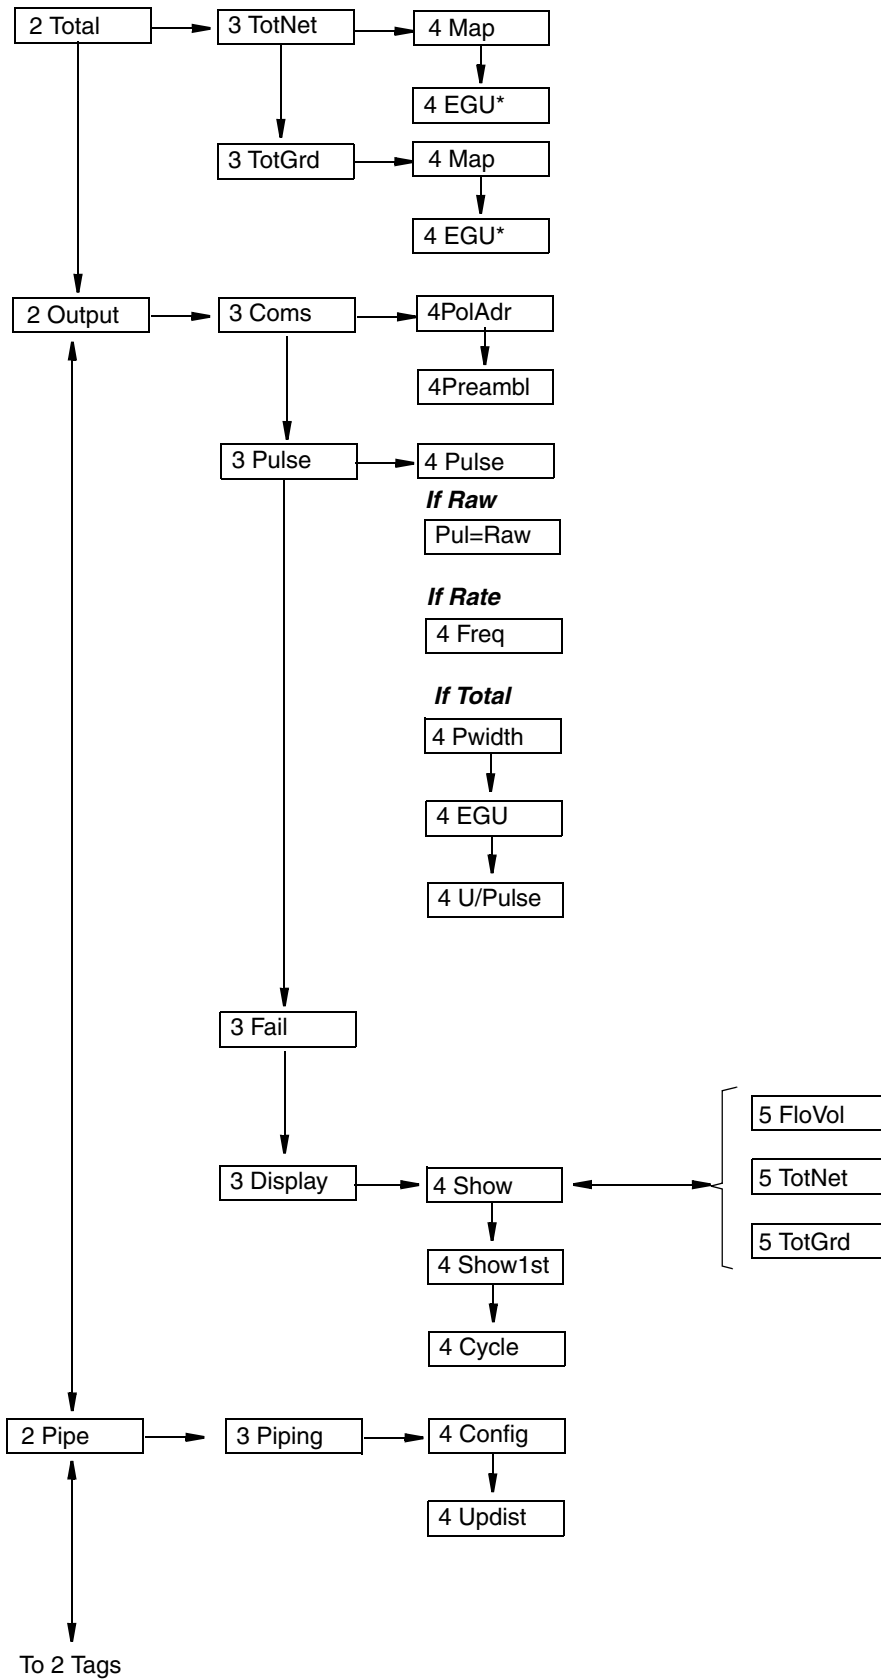 2 Total
3 TotNet
4 Map
4 EGU*
3 TotGrd
4 Map
4 EGU*
2 Output
3 Coms
4PolAdr
4Preambl
3 Pulse
4 Pulse
If Raw
Pul=Raw
If Rate
4 Freq
If Total
4 Pwidth
4 EGU
4 U/Pulse
3 Fail
3 Display
4 Show
5 FloVol
5 TotNet
5 TotGrd
4 Show1st
4 Cycle
2 Pipe
3 Piping
4 Config
4 Updist
To 2 Tags